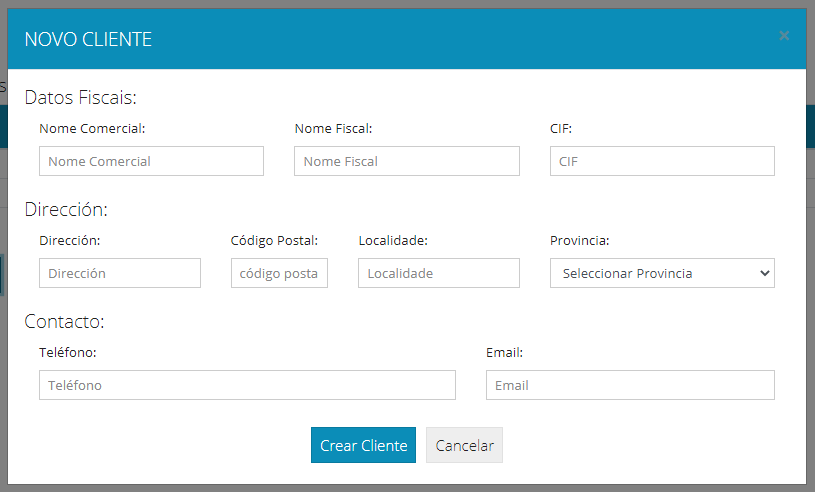 NOVO CLIENTE ×
Datos Fiscais:
Nome Comercial: Nome Fiscal: CIF:
Nome Comercial Nome Fiscal CIF
Dirección:
Dirección: Código Postal: Localidade: Provincia:
Dirección código posta Localidade Seleccionar Provincia
Contacto:
Teléfono: Email:
Teléfono Email
Crear Cliente Cancelar